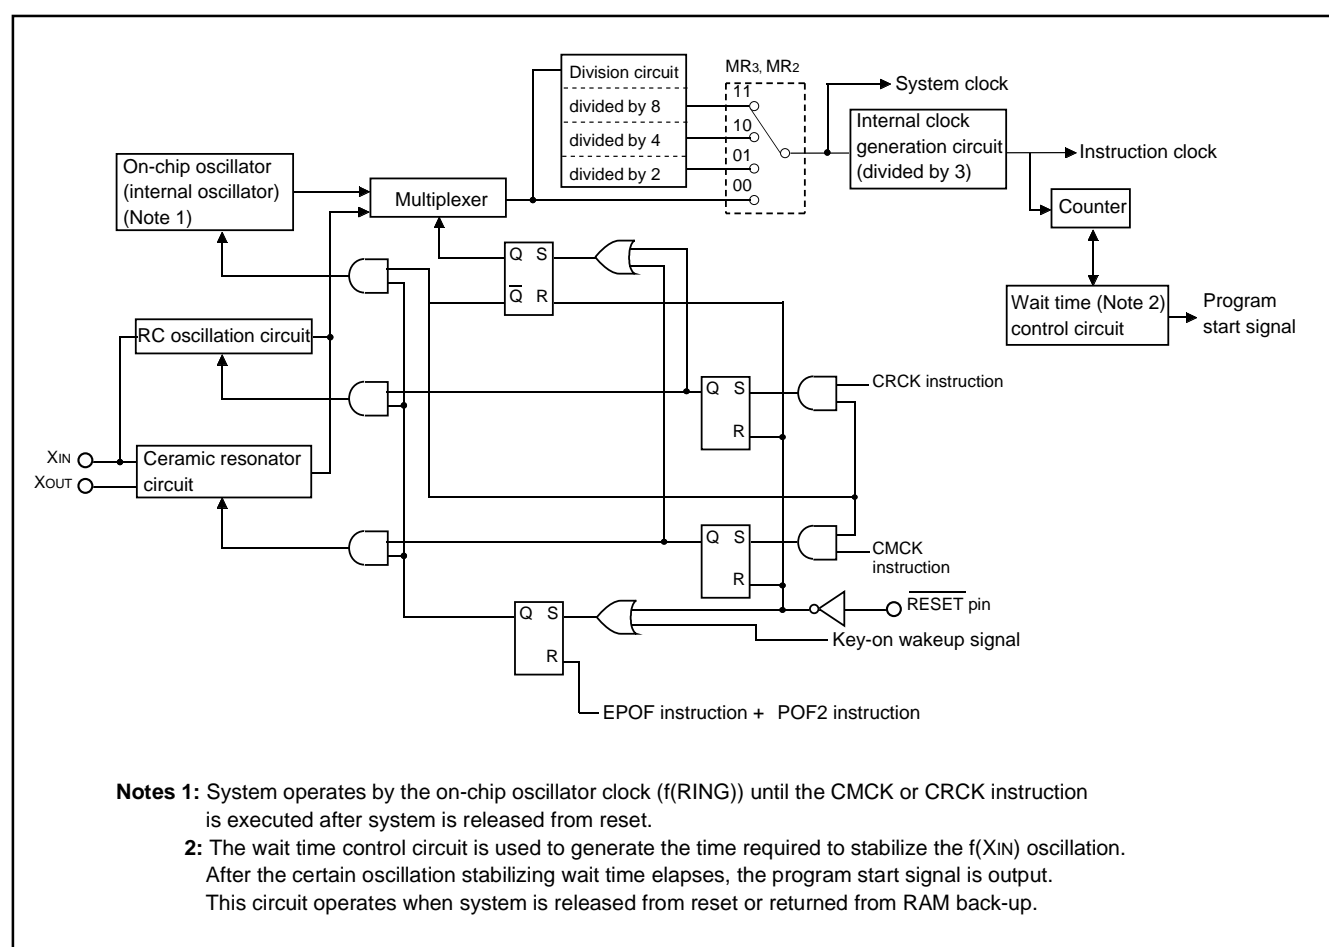 Division circuit
divided by 8
divided by 4
divided by 2
MR3, MR2
11
10
01
00
System clock
Internal clock
generation circuit
(divided by 3)
Instruction clock
Counter
Wait time (Note 2)
control circuit
Program
start signal
On-chip oscillator
(internal oscillator)
(Note 1)
Multiplexer
Q S
Q R
RC oscillation circuit
Q S
R
CRCK instruction
XIN
XOUT
Ceramic resonator
circuit
Q S
R
CMCK
instruction
RESET pin
Q S
R
Key-on wakeup signal
EPOF instruction + POF2 instruction
Notes 1: System operates by the on-chip oscillator clock (f(RING)) until the CMCK or CRCK instruction
is executed after system is released from reset.
2: The wait time control circuit is used to generate the time required to stabilize the f(XIN) oscillation.
After the certain oscillation stabilizing wait time elapses, the program start signal is output.
This circuit operates when system is released from reset or returned from RAM back-up.